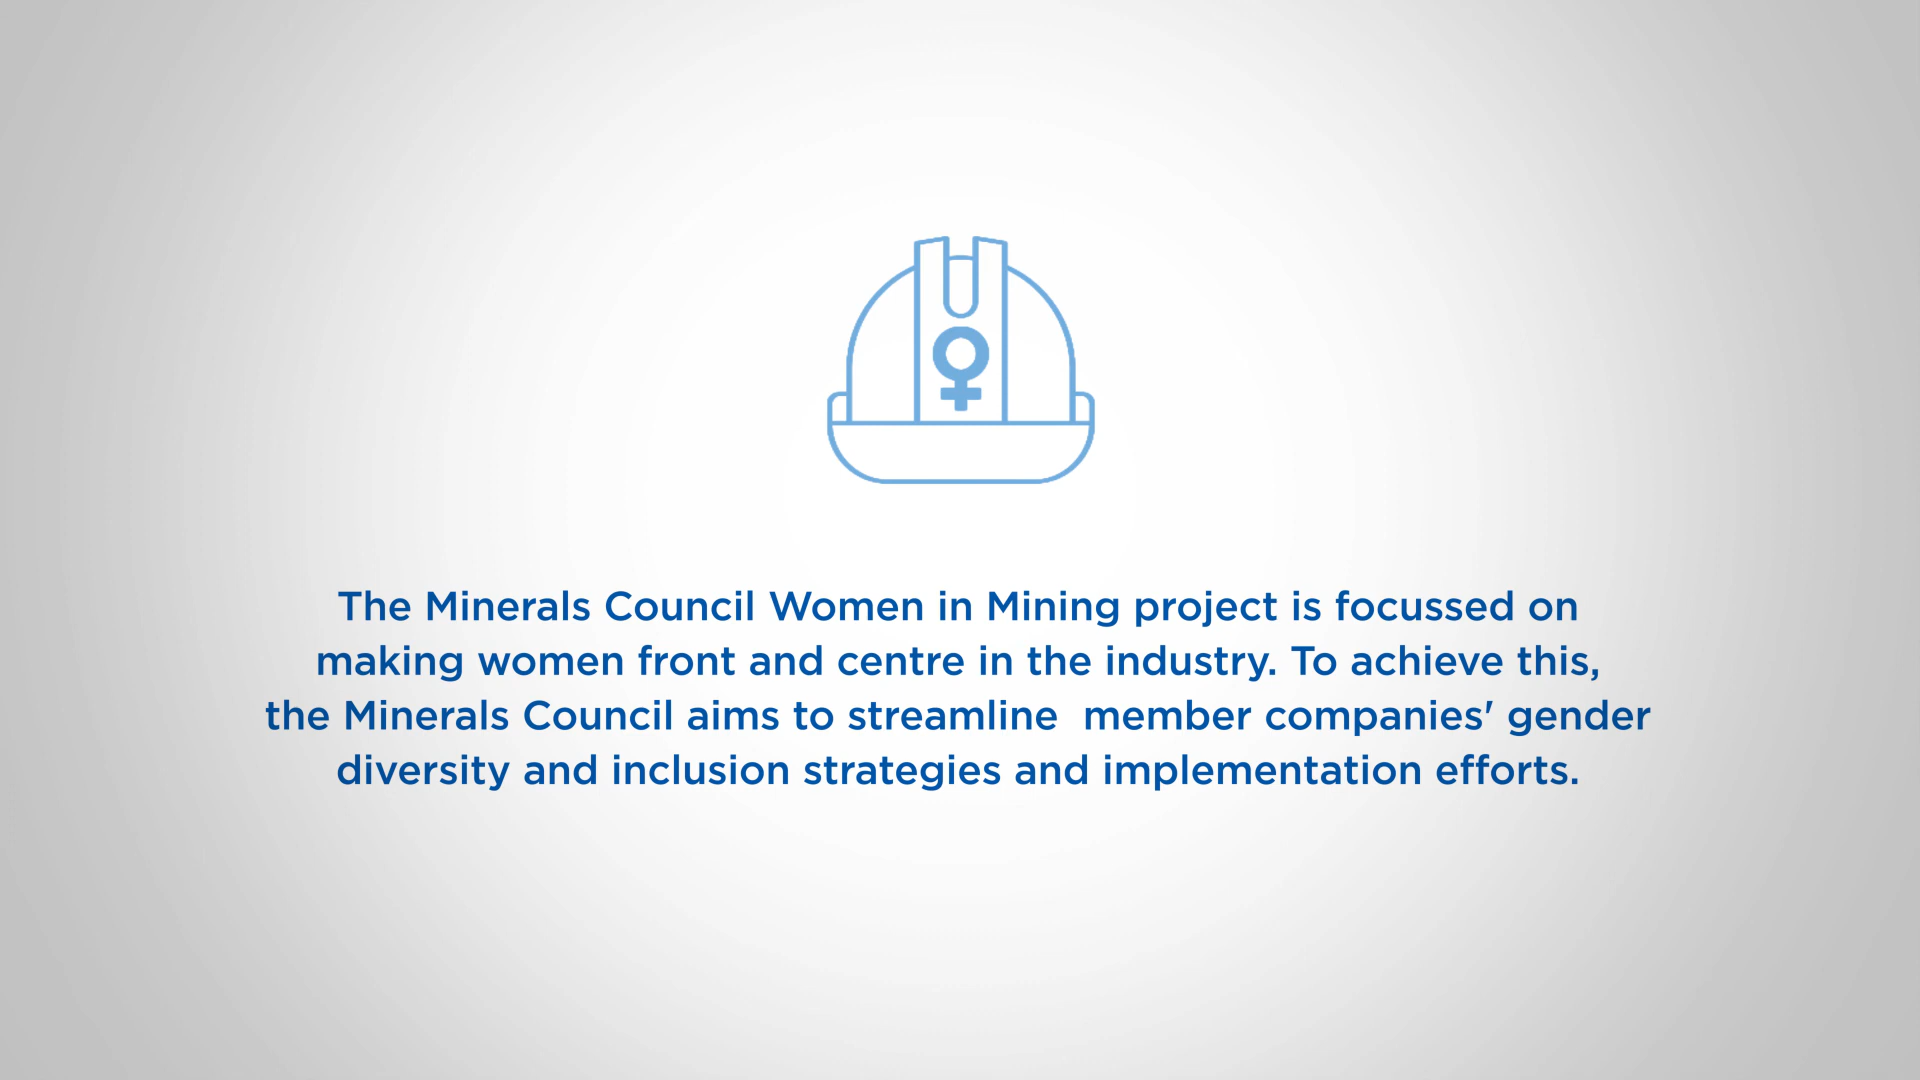 The Minerals Council Women in Mining project is focussed on
making women front and centre in the industry. To achieve this,
the Minerals Council aims to streamline  member companies' gender
diversity and inclusion strategies and implementation efforts.